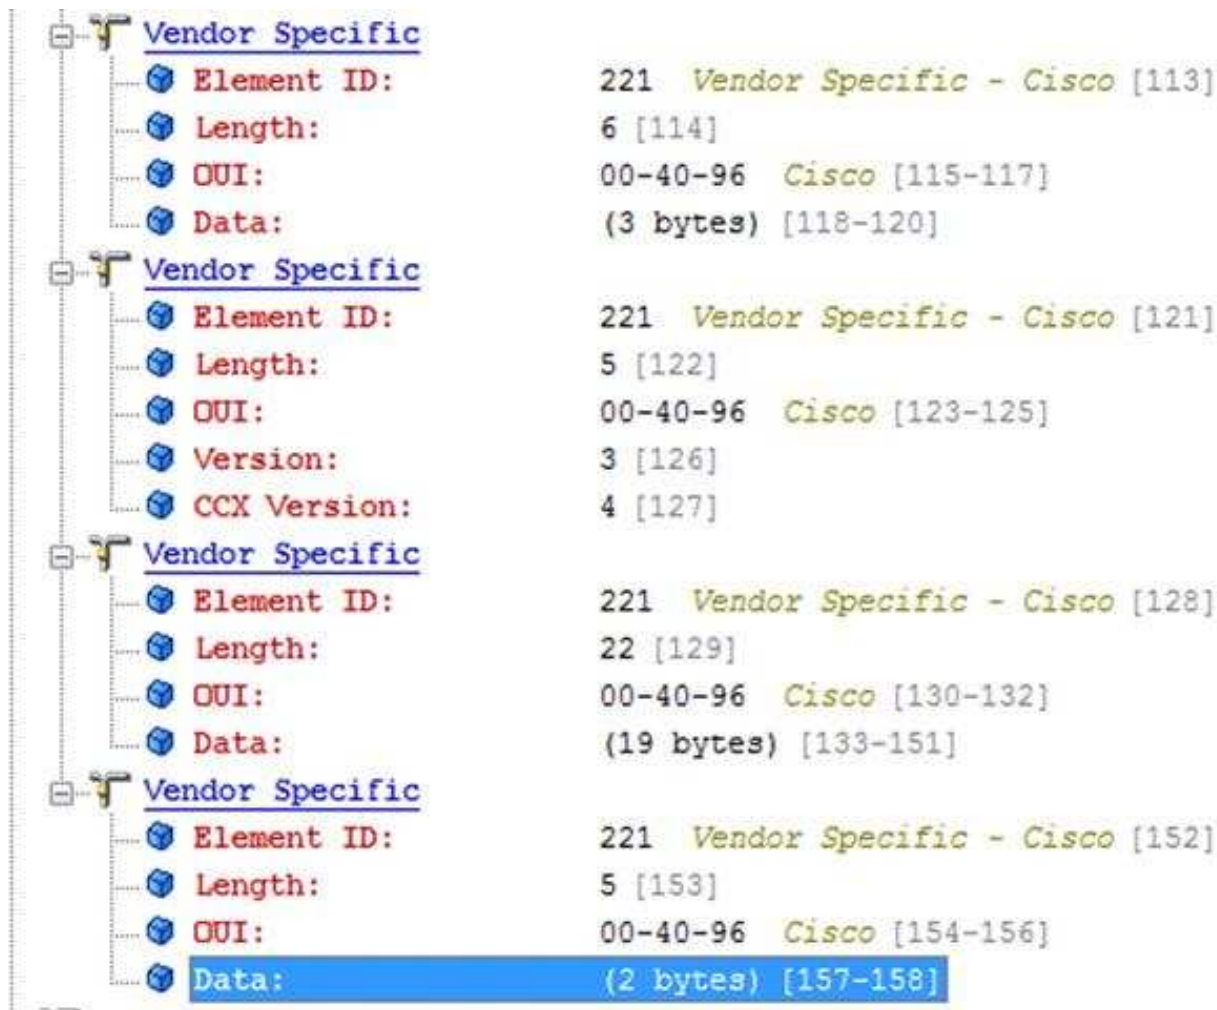 Vendor Specific
Element ID: 221 Vendor Specific - Cisco [113]
Length: 6 [114]
OUI: 00-40-96 Cisco [115-117]
Data: (3 bytes) [118-120]
Vendor Specific
Element ID: 221 Vendor Specific - Cisco [121]
Length: 5 [122]
OUI: 00-40-96 Cisco [123-125]
Version: 3 [126]
CCX Version: 4 [127]
Vendor Specific
Element ID: 221 Vendor Specific - Cisco [128]
Length: 22 [129]
OUI: 00-40-96 Cisco [130-132]
Data: (19 bytes) [133-151]
Vendor Specific
Element ID: 221 Vendor Specific - Cisco [152]
Length: 5 [153]
OUI: 00-40-96 Cisco [154-156]
Data: (2 bytes) [157-158]